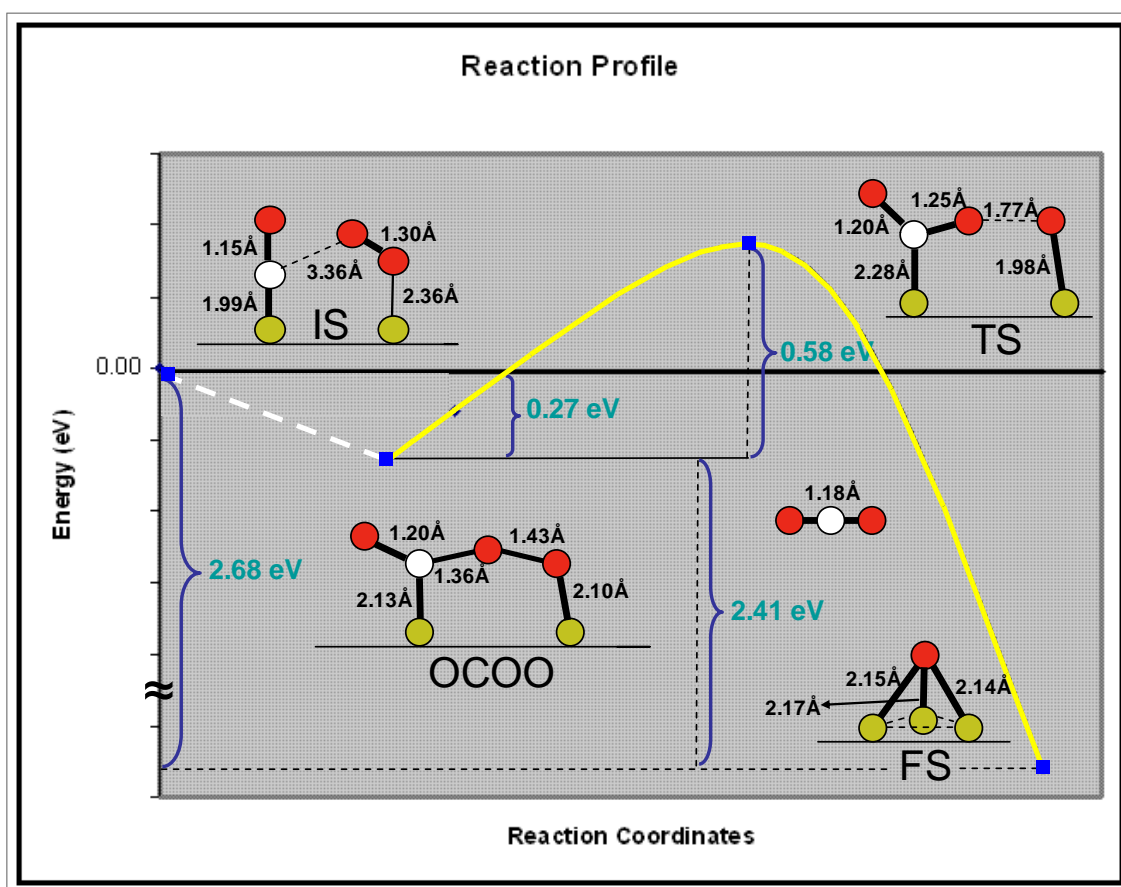 Reaction Profile
1.15Å
1.99Å
1.30Å
3.36Å
2.36Å
IS
1.25Å
1.77Å
1.20Å
2.28Å
1.98Å
TS
0.00
0.58 eV
0.27 eV
Energy (eV)
1.18Å
1.20Å
1.43Å
1.36Å
2.13Å
2.10Å
OCOO
2.68 eV
2.41 eV
2.15Å
2.14Å
2.17Å
FS
≈
Reaction Coordinates